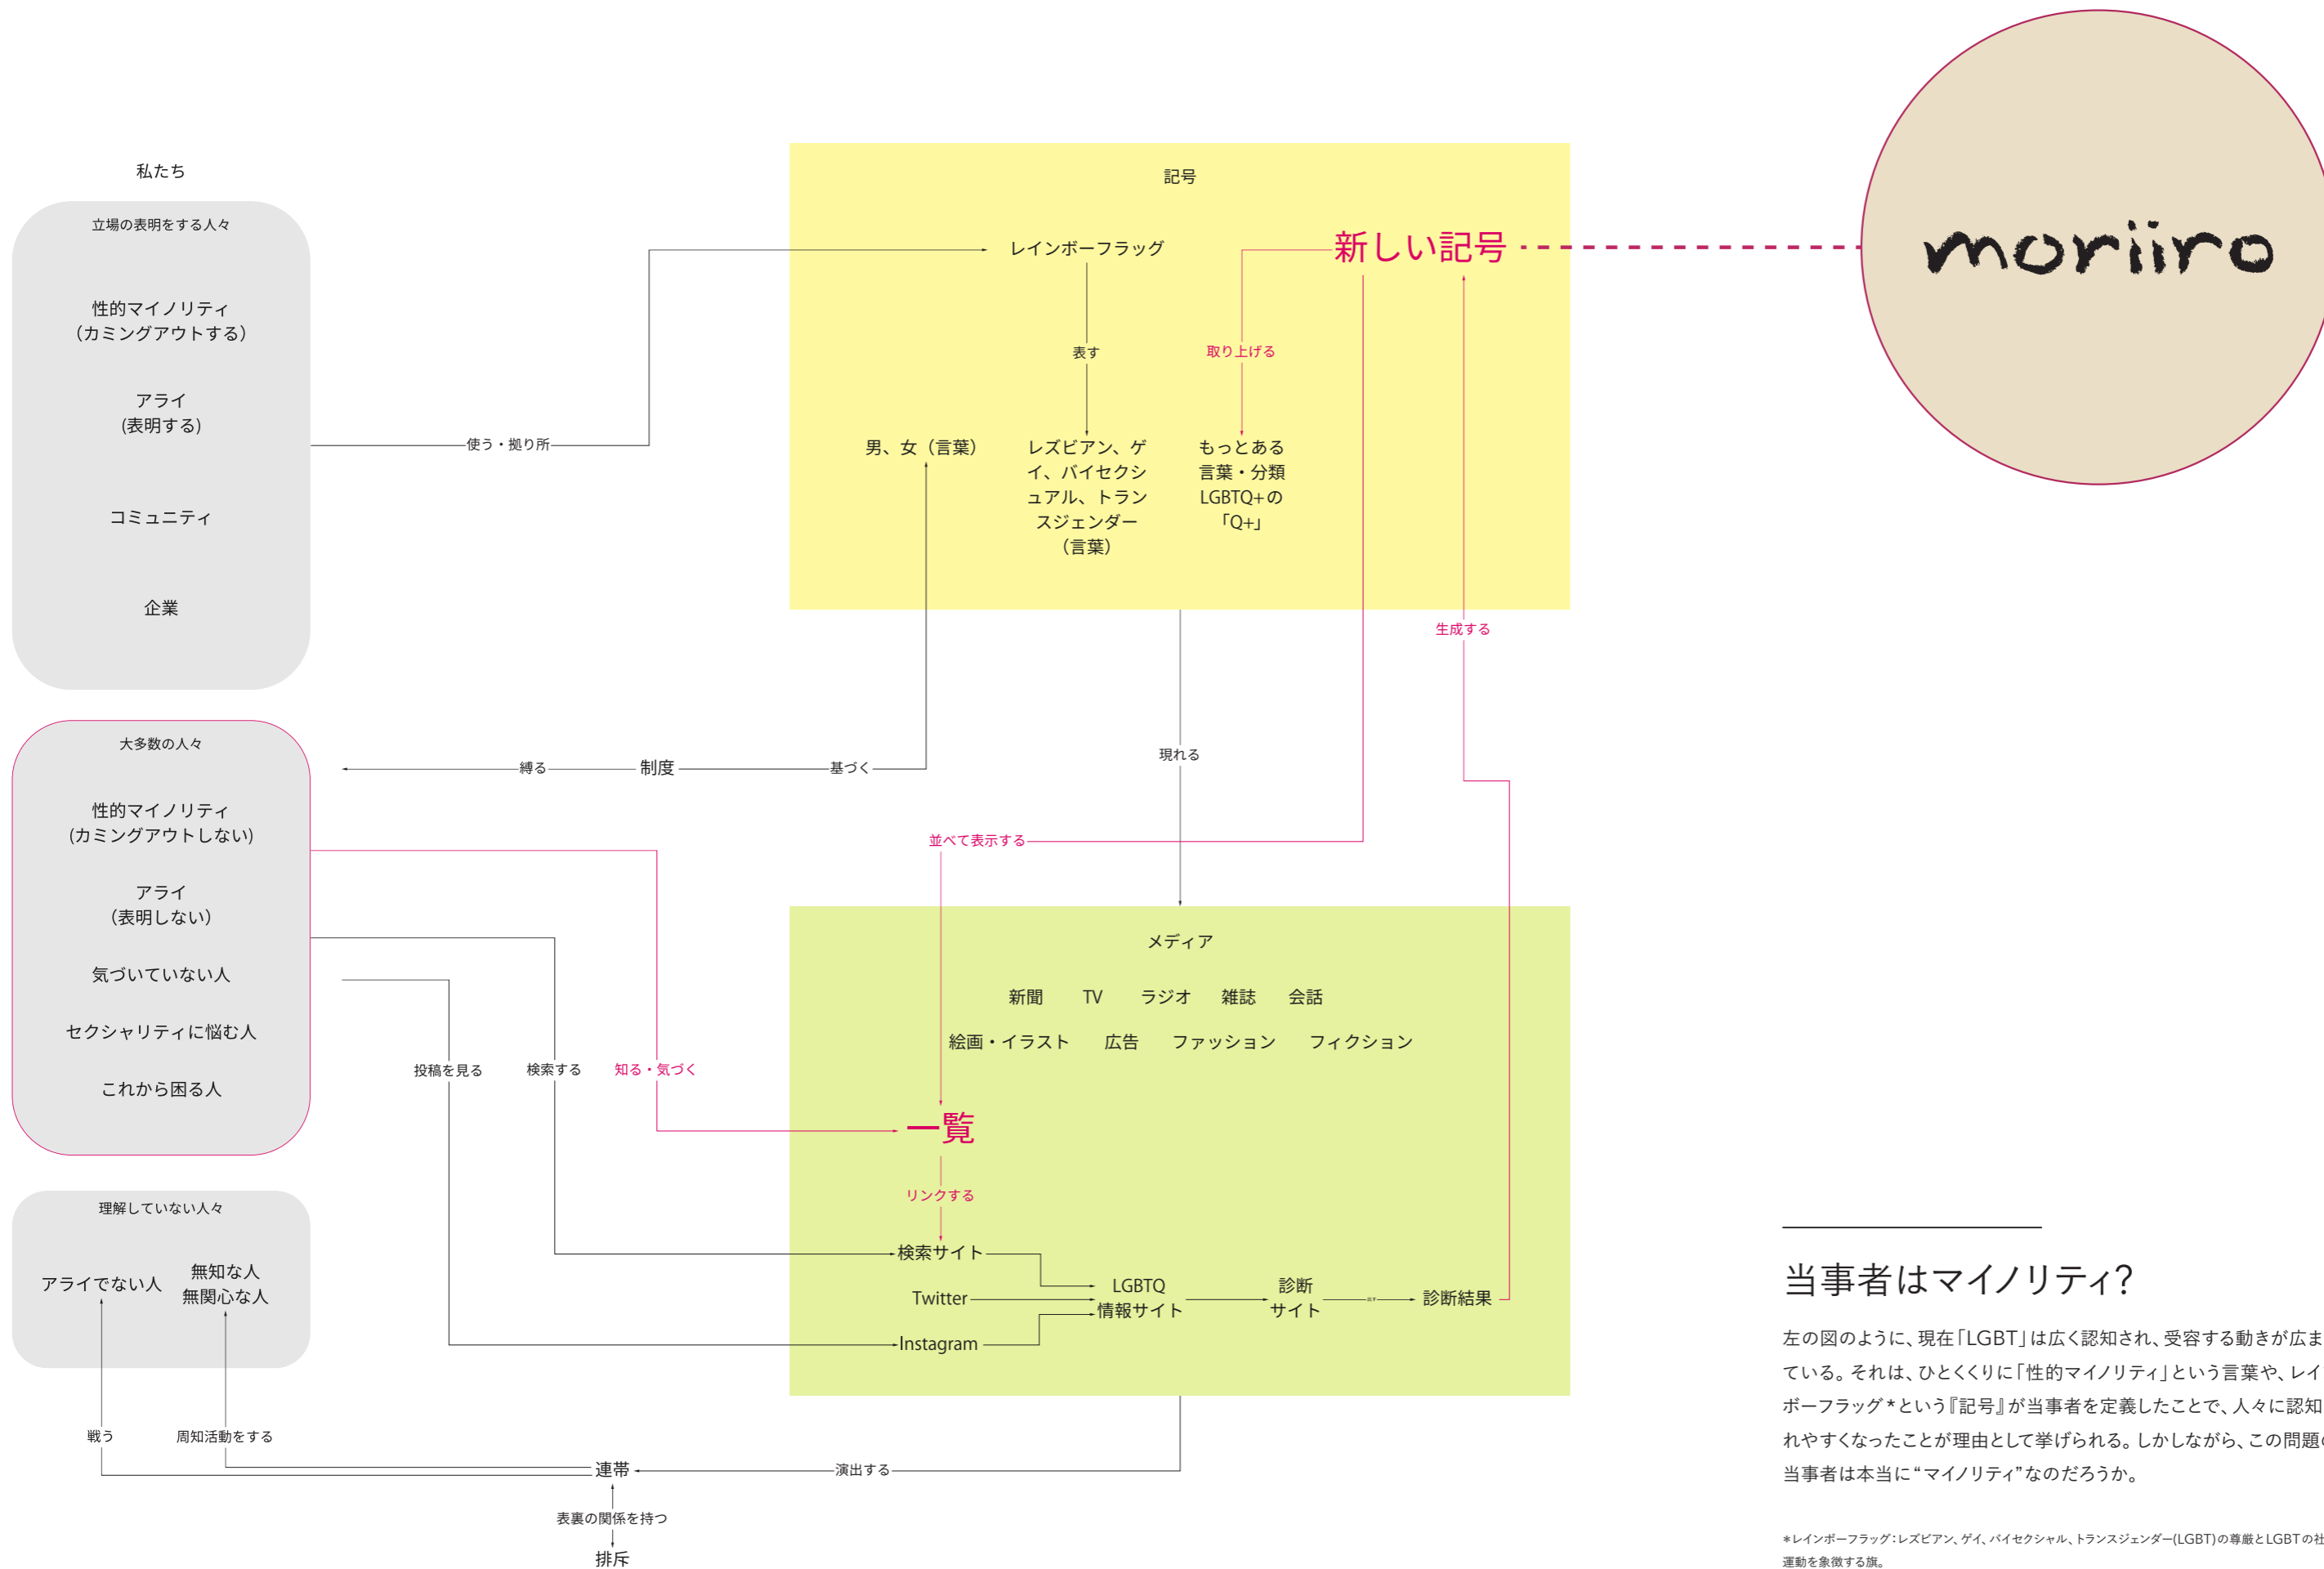 私たち
立場の表明をする人々
性的マイノリティ
（カミングアウトする）
アライ
(表明する)
コミュニティ
企業
大多数の人々
性的マイノリティ
(カミングアウトしない)
アライ
（表明しない）
気づいていない人
セクシャリティに悩む人
これから困る人
理解していない人々
アライでない人
無知な人
無関心な人
使う・拠り所
縛る
制度
基づく
投稿を見る
検索する
知る・気づく
戦う
周知活動をする
連帯
演出する
表裏の関係を持つ
排斥
記号
レインボーフラッグ
新しい記号
表す
取り上げる
男、女（言葉）
レズビアン、ゲ
イ、バイセクシ
ュアル、トラン
スジェンダー
（言葉）
もっとある
言葉・分類
LGBTQ+の
「Q+」
生成する
現れる
並べて表示する
メディア
新聞 TV ラジオ 雑誌 会話
絵画・イラスト 広告 ファッション フィクション
一覧
リンクする
検索サイト
Twitter
Instagram
LGBTQ
情報サイト
診断
サイト
診断結果
moriiro
当事者はマイノリティ?
左の図のように、現在「LGBT」は広く認知され、受容する動きが広ま
ている。それは、ひとくくりに「性的マイノリティ」という言葉や、レイ
ボーフラッグ*という『記号』が当事者を定義したことで、人々に認知
れやすくなったことが理由として挙げられる。しかしながら、この問題
当事者は本当に“マイノリティ”なのだろうか。
*レインボーフラッグ：レズビアン、ゲイ、バイセクシャル、トランスジェンダー(LGBT)の尊厳とLGBTの社
運動を象徴する旗。